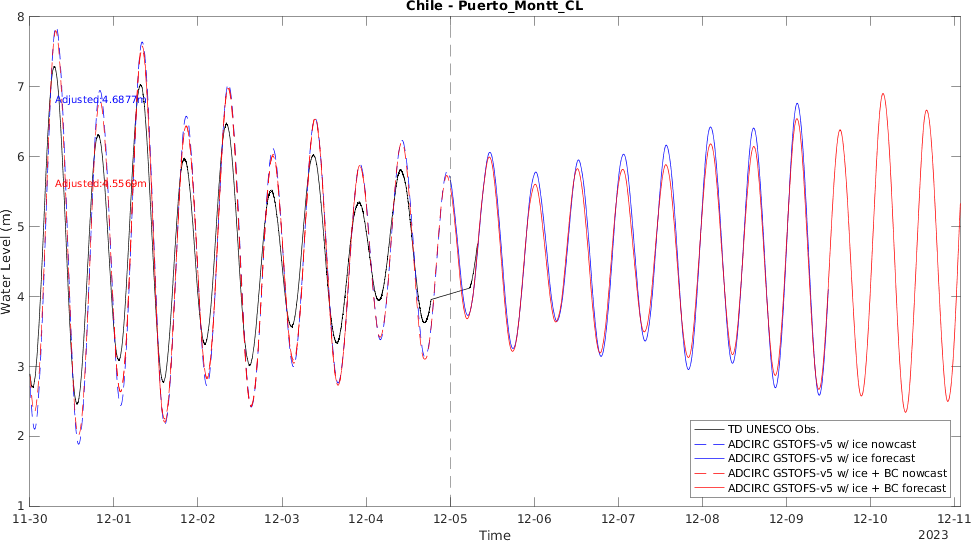 Chile - Puerto_Montt_CL
8
7
6
5
4
3
2
1
Water Level (m)
Adjusted:4.6877m
Adjusted:4.5569m
TD UNESCO Obs.
ADCIRC GSTOFS-v5 w/ ice nowcast
ADCIRC GSTOFS-v5 w/ ice forecast
ADCIRC GSTOFS-v5 w/ ice + BC nowcast
ADCIRC GSTOFS-v5 w/ ice + BC forecast
11-30 12-01 12-02 12-03 12-04 12-05 12-06 12-07 12-08 12-09 12-10 12-11
Time
2023